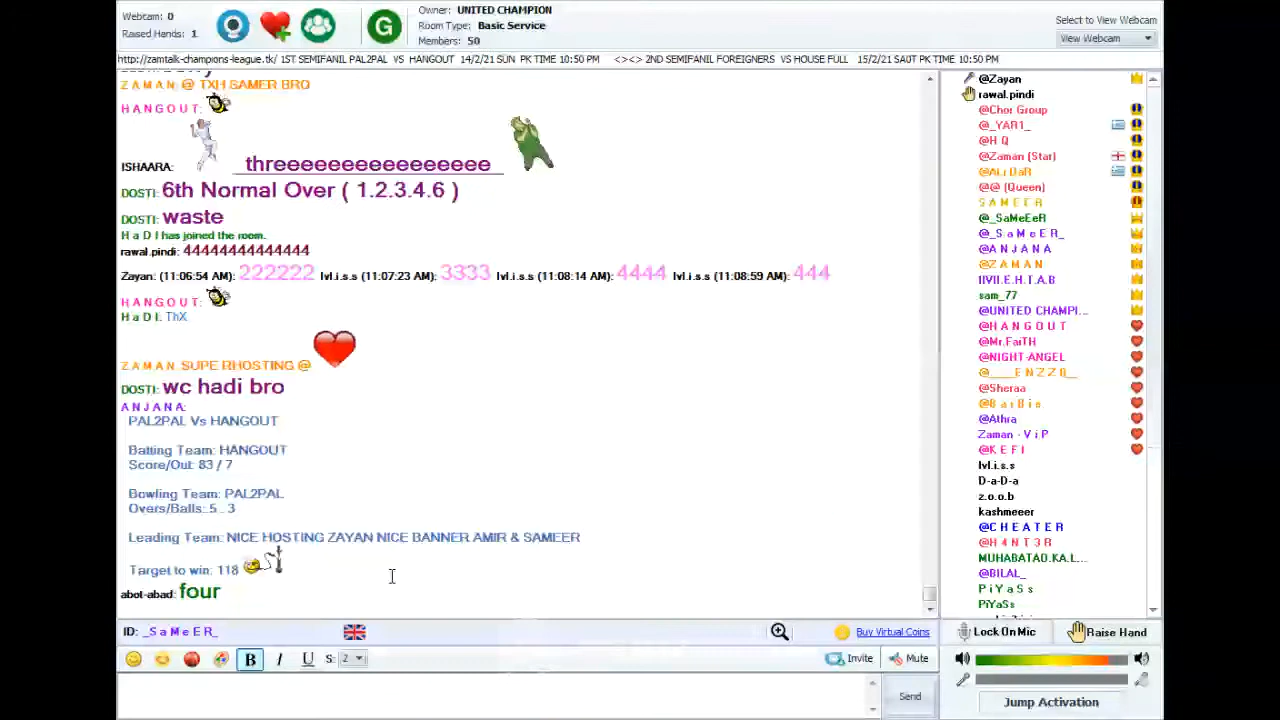 Webcam: 0
Raised Hands: 1
Owner: UNITED CHAMPION
Room Type: Basic Service
Members: 50
Select to View Webcam
View Webcam
http://zamtalk-champions-league.tk/ 1ST SEMIFANIL PAL2PAL VS HANGOUT 14/2/21 SUN PK TIME 10:50 PM <><> 2ND SEMIFANIL FOREIGNERS VS HOUSE FULL 15/2/21 SAUT PK TIME 10:50 PM
Z A M A N @ TXH SAMER BRO
H A N G O U T:
ISHAARA: threeeeeeeeeeeeeeee
DOSTI: 6th Normal Over ( 1.2.3.4.6 )
DOSTI: waste
H a D I has joined the room.
rawal.pindi: 44444444444444
Zayan: (11:06:54 AM): 222222 lvl.i.s.s (11:07:23 AM): 3333 lvl.i.s.s (11:08:14 AM): 4444 lvl.i.s.s (11:08:59 AM): 444
H A N G O U T:
H a D I: ThX
Z A M A N SUPE RHOSTING @
DOSTI: wc hadi bro
A N J A N A:
PAL2PAL Vs HANGOUT
Batting Team: HANGOUT
Score/Out: 83 / 7
Bowling Team: PAL2PAL
Overs/Balls: 5 . 3
Leading Team: NICE HOSTING ZAYAN NICE BANNER AMIR & SAMEER
Target to win: 118
abot-abad: four
@Zayan
rawal.pindi
@Chor Group
@_YAR1_
@H Q
@Zaman (Star)
@ALi DaR
@@ (Queen)
S A M E E R
@_SaMeEeR
@_S a M e E R_
@A N J A N A
@Z A M A N
IIVII.E.H.T.A.B
sam_77
@UNITED CHAMPI...
@H A N G O U T
@Mr.FaiTH
@NIGHT-ANGEL
@____E N Z Z O__
@Sheraa
@B a r B i e
@Athra
Zaman - V i P
@K E F I
lvl.i.s.s
D-a-D-a
z.o.o.b
kashmeeer
@C H E A T E R
@H 4 N T 3 R
MUHABATAO.KA.L...
@BILAL_
P i Y a S s
PiYaSs
ID: _S a M e E R_
Buy Virtual Coins
Lock On Mic
Raise Hand
B I U S: 2
Invite
Mute
Send
Jump Activation